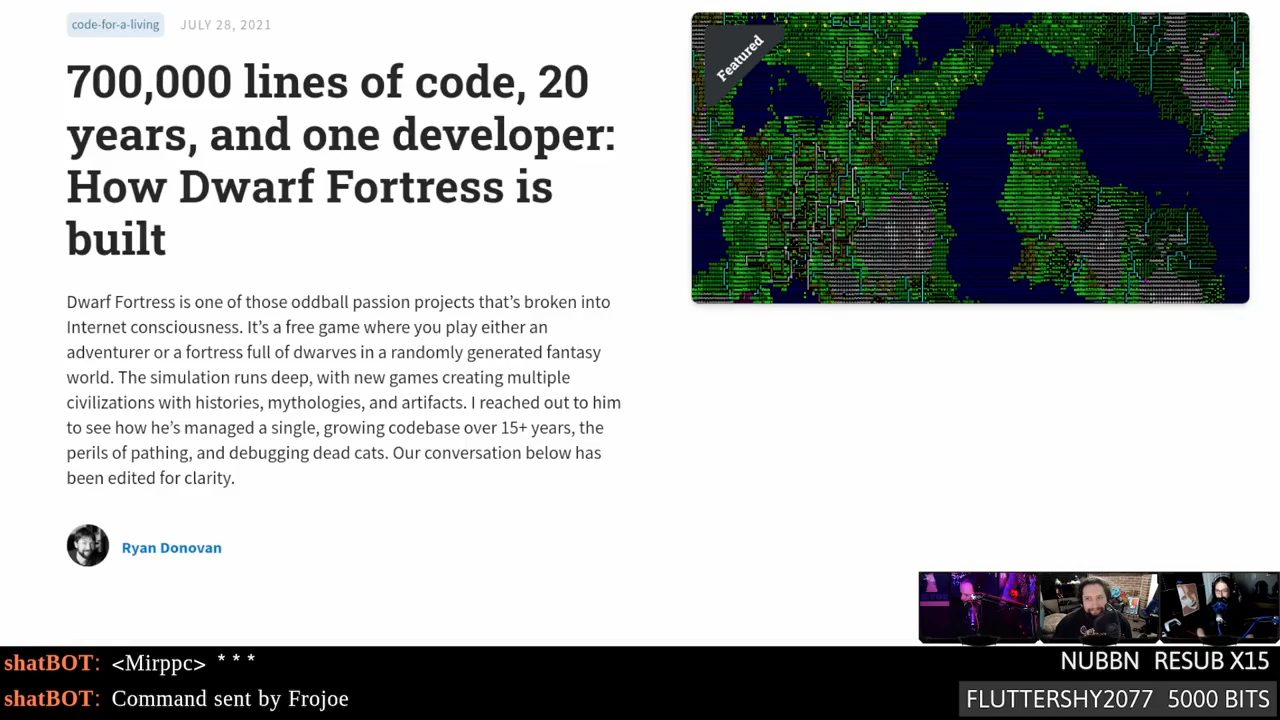 code-for-a-living JULY 28, 2021
Featured
lines of code, 20
years, and one developer:
How Dwarf Fortress is
built
Dwarf Fortress is one of those oddball passion projects that's broken into
Internet consciousness. It's a free game where you play either an
adventurer or a fortress full of dwarves in a randomly generated fantasy
world. The simulation runs deep, with new games creating multiple
civilizations with histories, mythologies, and artifacts. I reached out to him
to see how he's managed a single, growing codebase over 15+ years, the
perils of pathing, and debugging dead cats. Our conversation below has
been edited for clarity.
Ryan Donovan
shatBOT: <Mirppc> * * *
shatBOT: Command sent by Frojoe
NUBBN RESUB X15
FLUTTERSHY2077 5000 BITS